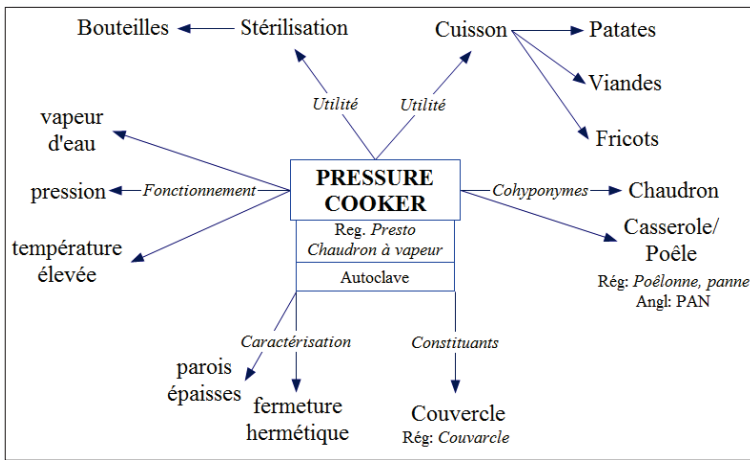 Bouteilles
Stérilisation
Cuisson
Patates
Viandes
Fricots
Utilité
Utilité
vapeur
d'eau
pression
Fonctionnement
température
élevée
PRESSURE
COOKER
Reg. Presto
Chaudron à vapeur
Autoclave
Cohyponymes
Chaudron
Casserole/
Poêle
Rég: Poêlonne, panne
Angl: PAN
Caractérisation
parois
épaisses
fermeture
hermétique
Constituants
Couvercle
Rég: Couvarcle